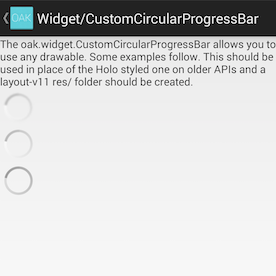 OAK Widget/CustomCircularProgressBar
The oak.widget.CustomCircularProgressBar allows you to
use any drawable. Some examples follow. This should be
used in place of the Holo styled one on older APIs and a
layout-v11 res/ folder should be created.